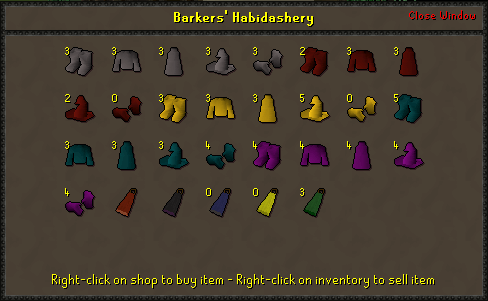 Barkers' Habidashery
Close Window
3 3 3 3 3 2 3 3
2 0 3 3 3 5 0 5
3 3 3 4 4 4 4 4
4 0 0 3
Right-click on shop to buy item - Right-click on inventory to sell item